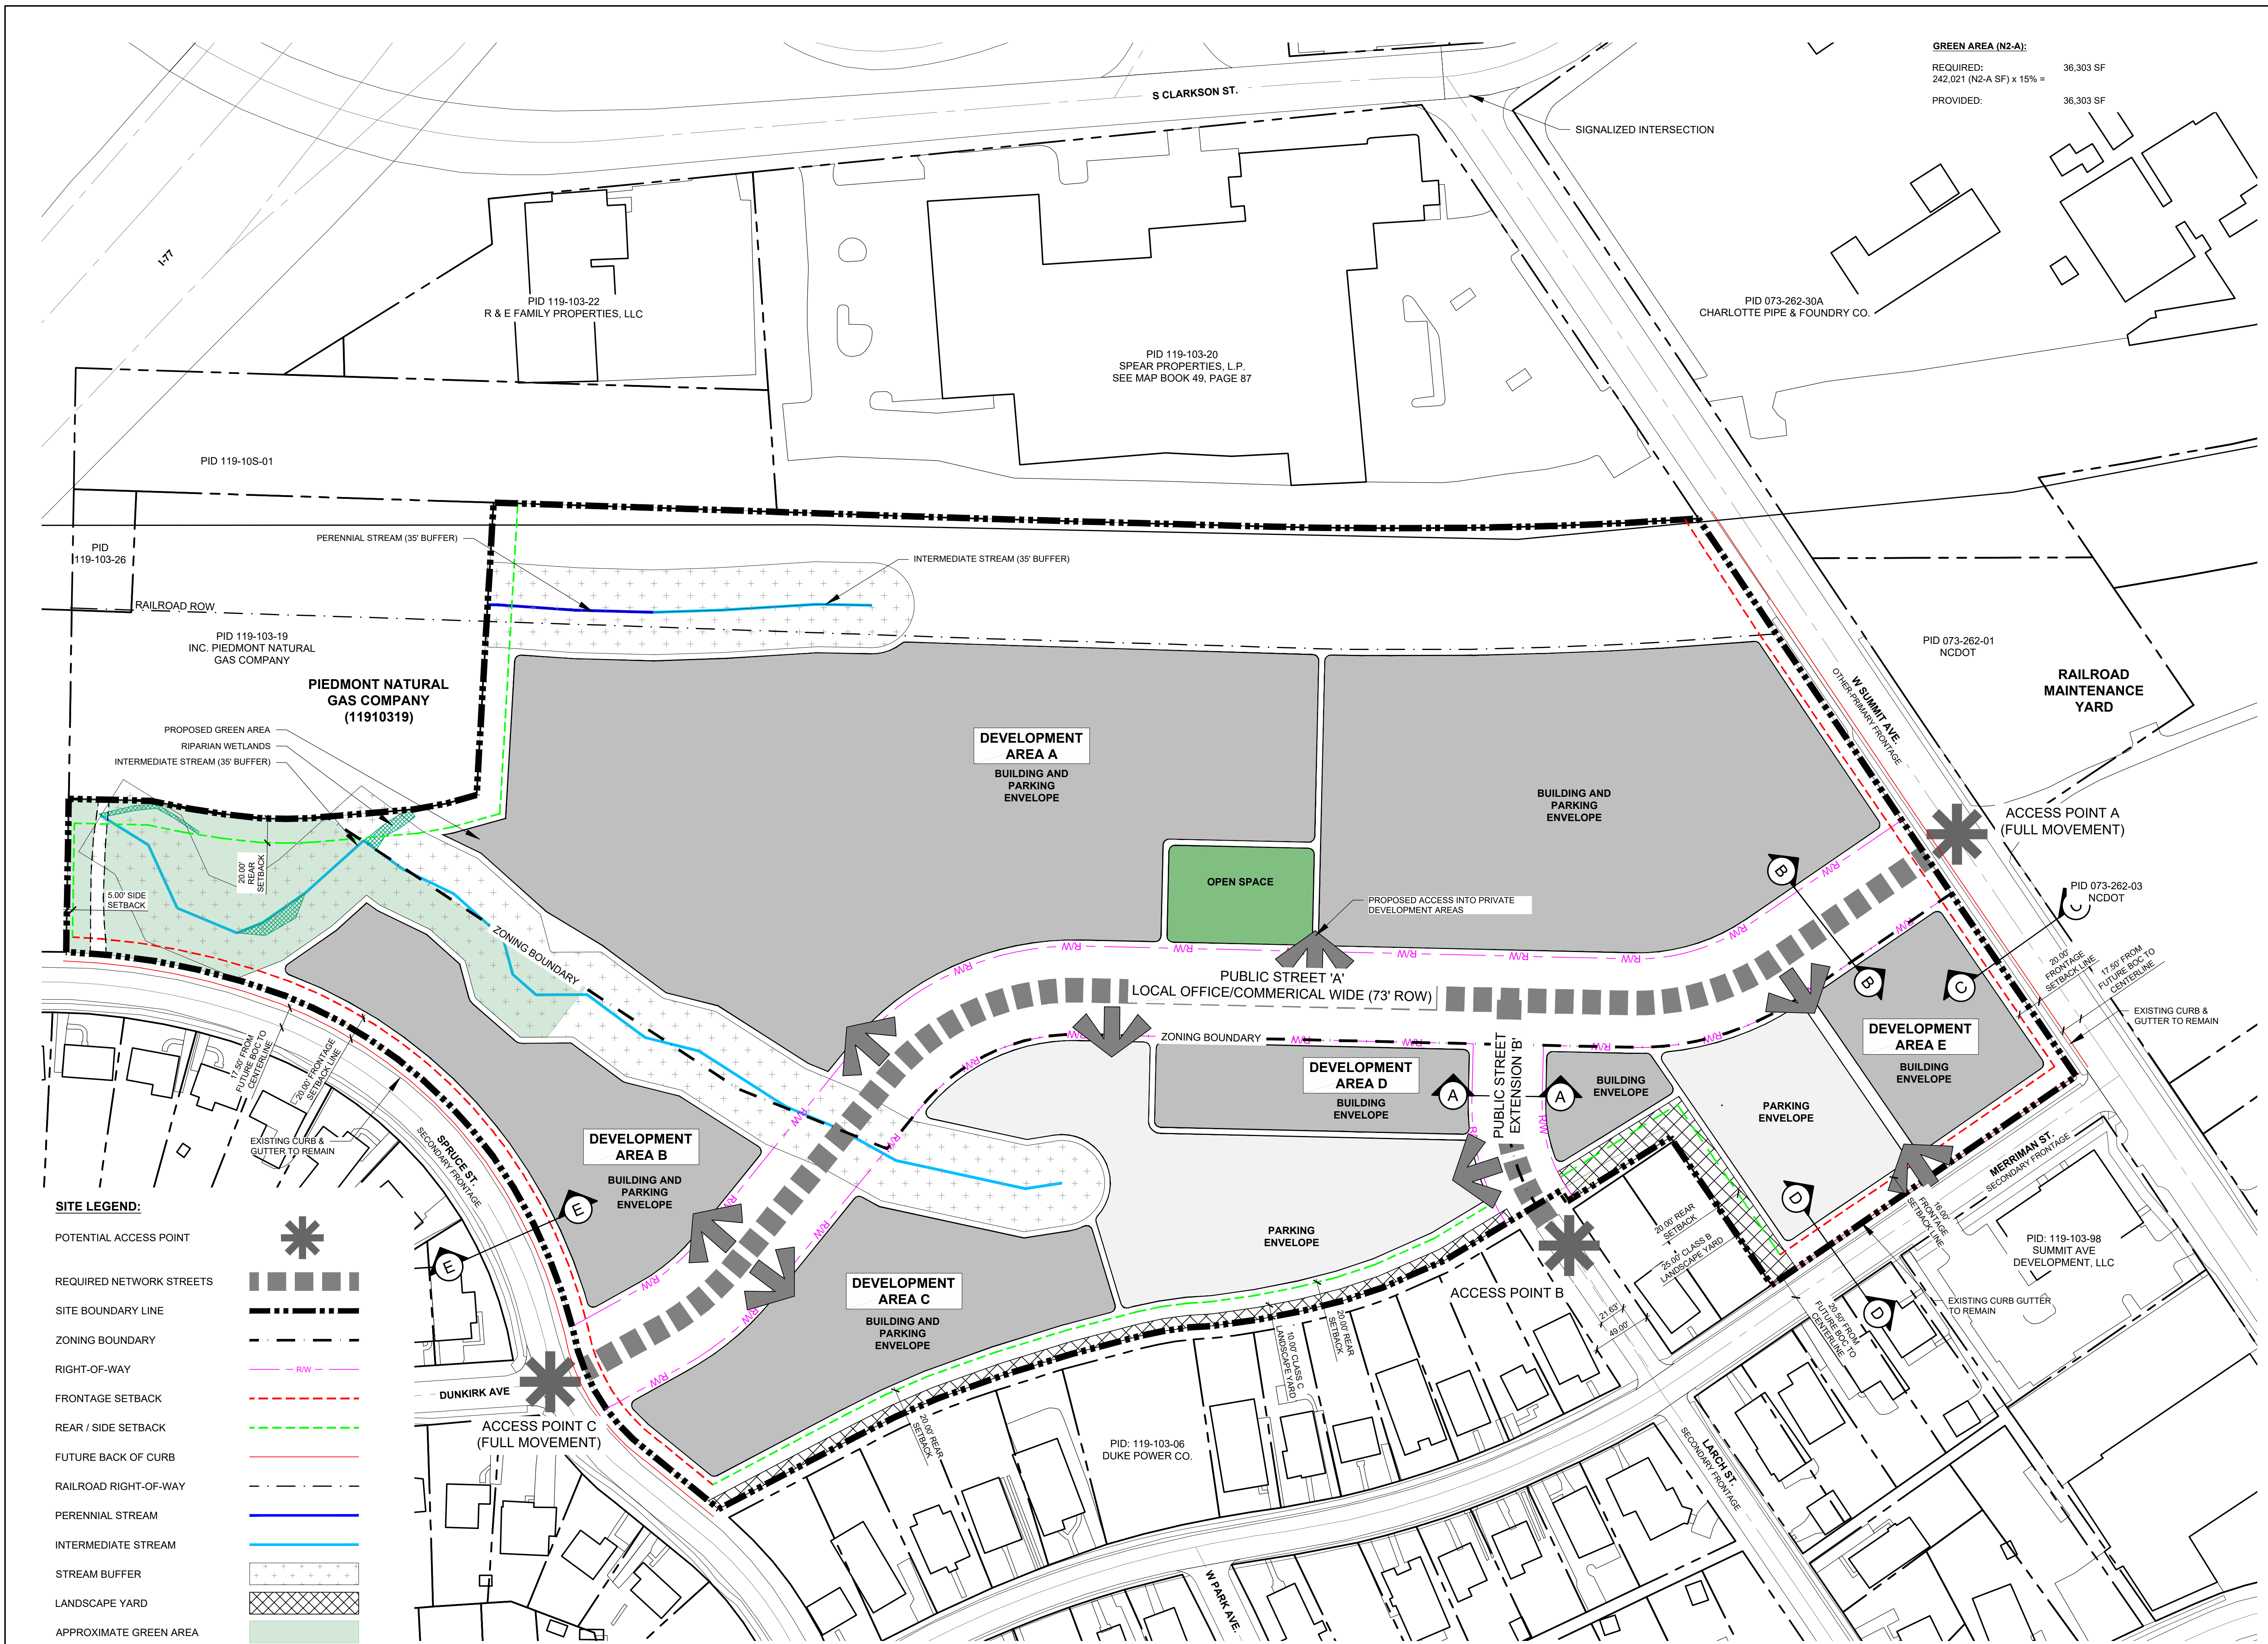 GREEN AREA (N2-A):
REQUIRED: 36,303 SF
242,021 (N2-A SF) x 15% =
PROVIDED: 36,303 SF
S CLARKSON ST.
SIGNALIZED INTERSECTION
I-77
PID 119-103-22
R & E FAMILY PROPERTIES, LLC
PID 073-262-30A
CHARLOTTE PIPE & FOUNDRY CO.
PID 119-103-20
SPEAR PROPERTIES, L.P.
SEE MAP BOOK 49, PAGE 87
PID 119-10S-01
PID
119-103-26
PERENNIAL STREAM (35' BUFFER)
INTERMEDIATE STREAM (35' BUFFER)
RAILROAD ROW
PID 119-103-19
INC. PIEDMONT NATURAL
GAS COMPANY
PIEDMONT NATURAL
GAS COMPANY
(11910319)
PID 073-262-01
NCDOT
RAILROAD
MAINTENANCE
YARD
W SUMMIT AVE.
OTHER-PRIMARY FRONTAGE
PROPOSED GREEN AREA
RIPARIAN WETLANDS
INTERMEDIATE STREAM (35' BUFFER)
DEVELOPMENT
AREA A
BUILDING AND
PARKING
ENVELOPE
BUILDING AND
PARKING
ENVELOPE
ACCESS POINT A
(FULL MOVEMENT)
20.00'
REAR
SETBACK
5.00' SIDE
SETBACK
OPEN SPACE
PROPOSED ACCESS INTO PRIVATE
DEVELOPMENT AREAS
B
B
PID 073-262-03
NCDOT
C
ZONING BOUNDARY
R/W
R/W
R/W
R/W
R/W
R/W
R/W
R/W
R/W
PUBLIC STREET 'A'
LOCAL OFFICE/COMMERICAL WIDE (73' ROW)
20.00'
FRONTAGE
SETBACK LINE
17.50' FROM
FUTURE BOC TO
CENTERLINE
EXISTING CURB &
GUTTER TO REMAIN
ZONING BOUNDARY
R/W
R/W
R/W
R/W
R/W
R/W
PUBLIC STREET
EXTENSION 'B'
DEVELOPMENT
AREA E
BUILDING
ENVELOPE
DEVELOPMENT
AREA D
BUILDING
ENVELOPE
A
A
BUILDING
ENVELOPE
PARKING
ENVELOPE
17.50' FROM
FUTURE BOC TO
CENTERLINE
20.00' FRONTAGE
SETBACK LINE
EXISTING CURB &
GUTTER TO REMAIN
SPRUCE ST.
SECONDARY FRONTAGE
DEVELOPMENT
AREA B
BUILDING AND
PARKING
ENVELOPE
E
E
R/W
R/W
R/W
R/W
R/W
R/W
R/W
R/W
R/W
MERRIMAN ST.
SECONDARY FRONTAGE
16.00'
FRONTAGE
SETBACK LINE
D
D
PARKING
ENVELOPE
20.00' REAR
SETBACK
25.00' CLASS B
LANDSCAPE YARD
PID: 119-103-98
SUMMIT AVE
DEVELOPMENT, LLC
ACCESS POINT B
EXISTING CURB GUTTER
TO REMAIN
20.50' FROM
FUTURE BOC TO
CENTERLINE
21.63'
49.00'
DEVELOPMENT
AREA C
BUILDING AND
PARKING
ENVELOPE
20.00' REAR
SETBACK
10.00' CLASS C
LANDSCAPE YARD
20.00' REAR
SETBACK
DUNKIRK AVE
ACCESS POINT C
(FULL MOVEMENT)
PID: 119-103-06
DUKE POWER CO.
LARCH ST.
SECONDARY FRONTAGE
W PARK AVE.
SITE LEGEND:
POTENTIAL ACCESS POINT
REQUIRED NETWORK STREETS
SITE BOUNDARY LINE
ZONING BOUNDARY
RIGHT-OF-WAY
R/W
FRONTAGE SETBACK
REAR / SIDE SETBACK
FUTURE BACK OF CURB
RAILROAD RIGHT-OF-WAY
PERENNIAL STREAM
INTERMEDIATE STREAM
STREAM BUFFER
LANDSCAPE YARD
APPROXIMATE GREEN AREA